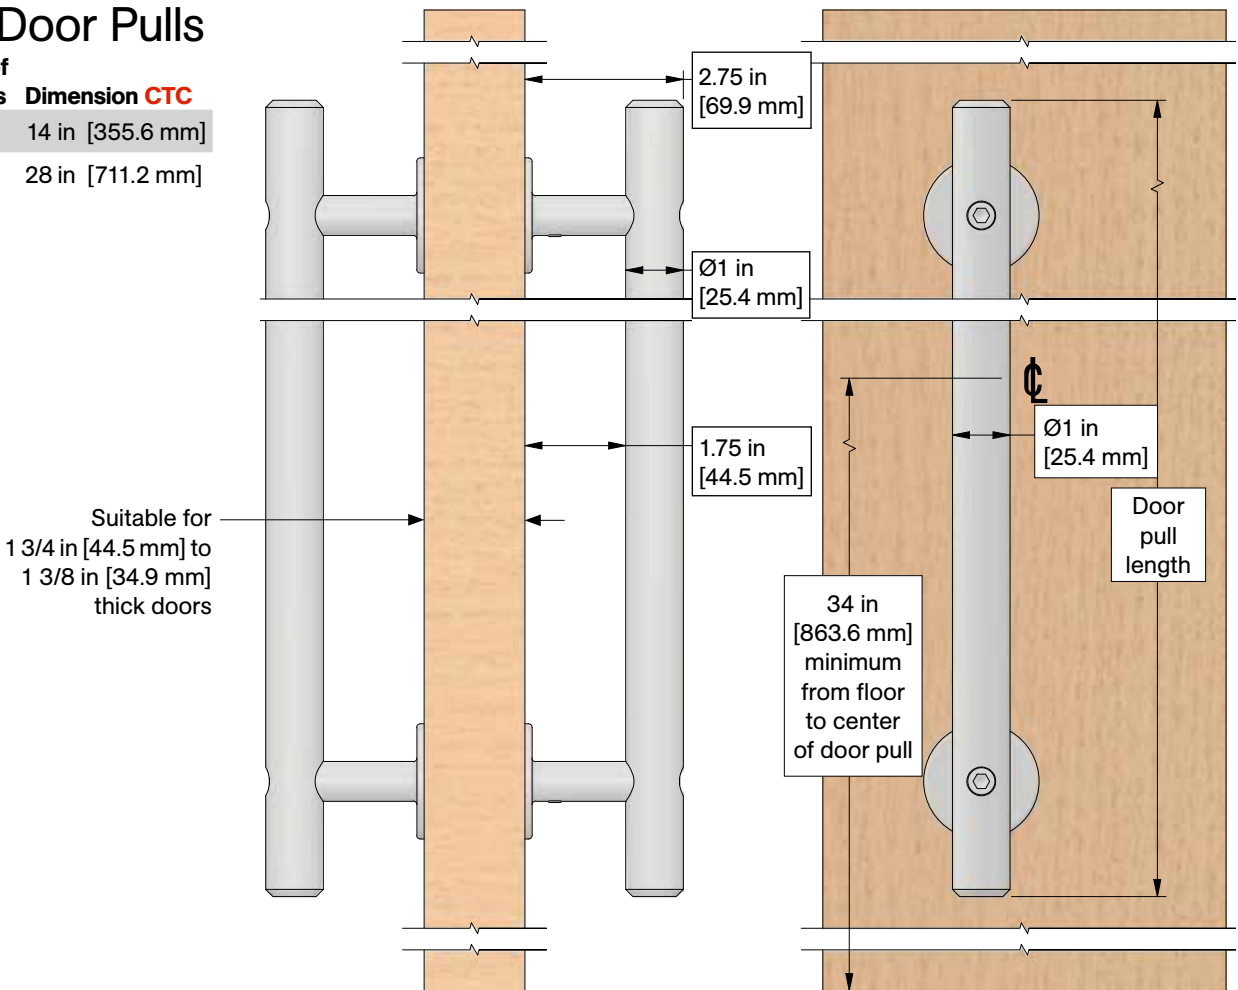 Door Pulls
f
s Dimension CTC
14 in [355.6 mm]
28 in [711.2 mm]
2.75 in
[69.9 mm]
Ø1 in
[25.4 mm]
℄
Ø1 in
[25.4 mm]
1.75 in
[44.5 mm]
Door
pull
length
Suitable for
1 3/4 in [44.5 mm] to
1 3/8 in [34.9 mm]
thick doors
34 in
[863.6 mm]
minimum
from floor
to center
of door pull